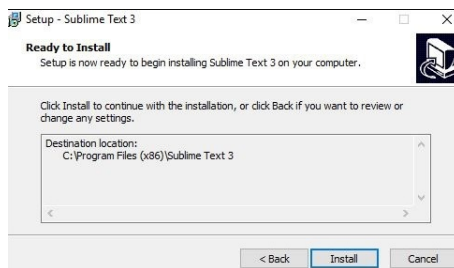 Setup - Sublime Text 3
Ready to Install
Setup is now ready to begin installing Sublime Text 3 on your computer.
Click Install to continue with the installation, or click Back if you want to review or
change any settings.
Destination location:
C:\Program Files (x86)\Sublime Text 3
< Back Install Cancel